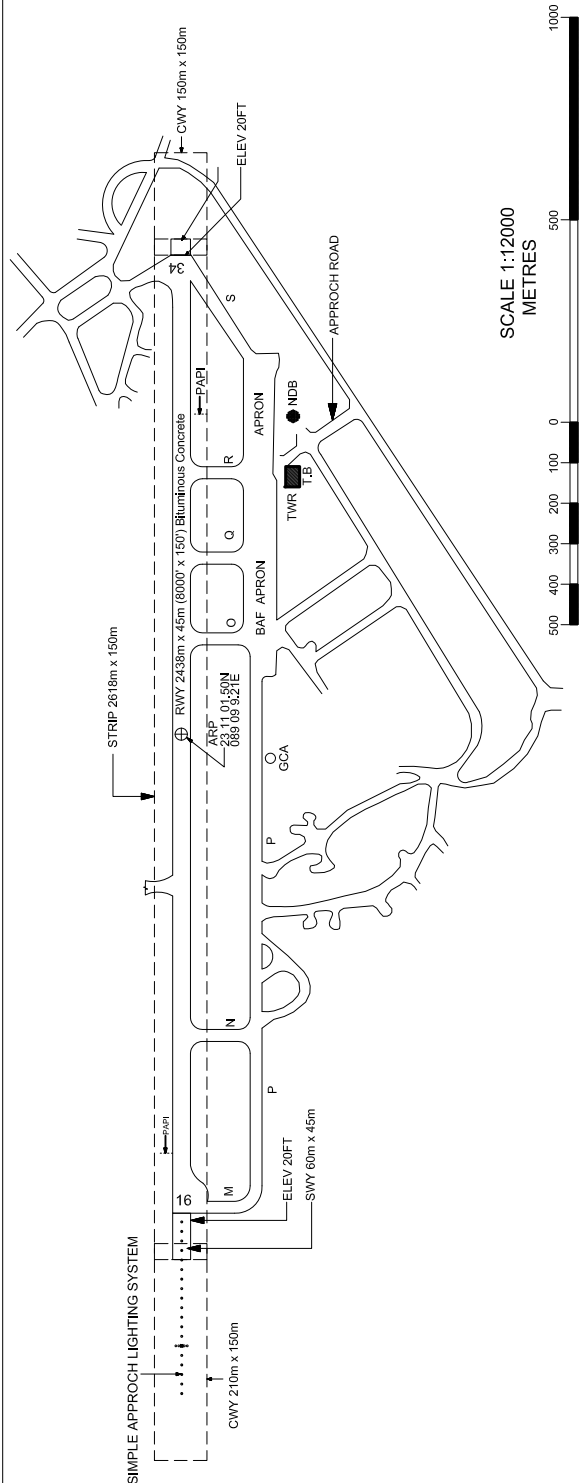 SIMPLE APPROCH LIGHTING SYSTEM
CWY 210m x 150m
SWY 60m x 45m
ELEV 20FT
16
PAPI
M
N
P
P
STRIP 2618m x 150m
RWY 2438m x 45m (8000' x 150') Bituminous Concrete
ARP
23 11 01.50N
089 09 9.21E
GCA
O
Q
R
S
BAF APRON
APRON
TWR
T.B
NDB
PAPI
34
CWY 150m x 150m
ELEV 20FT
APPROCH ROAD
SCALE 1:12000
METRES
500 400 300 200 100 0 500 1000